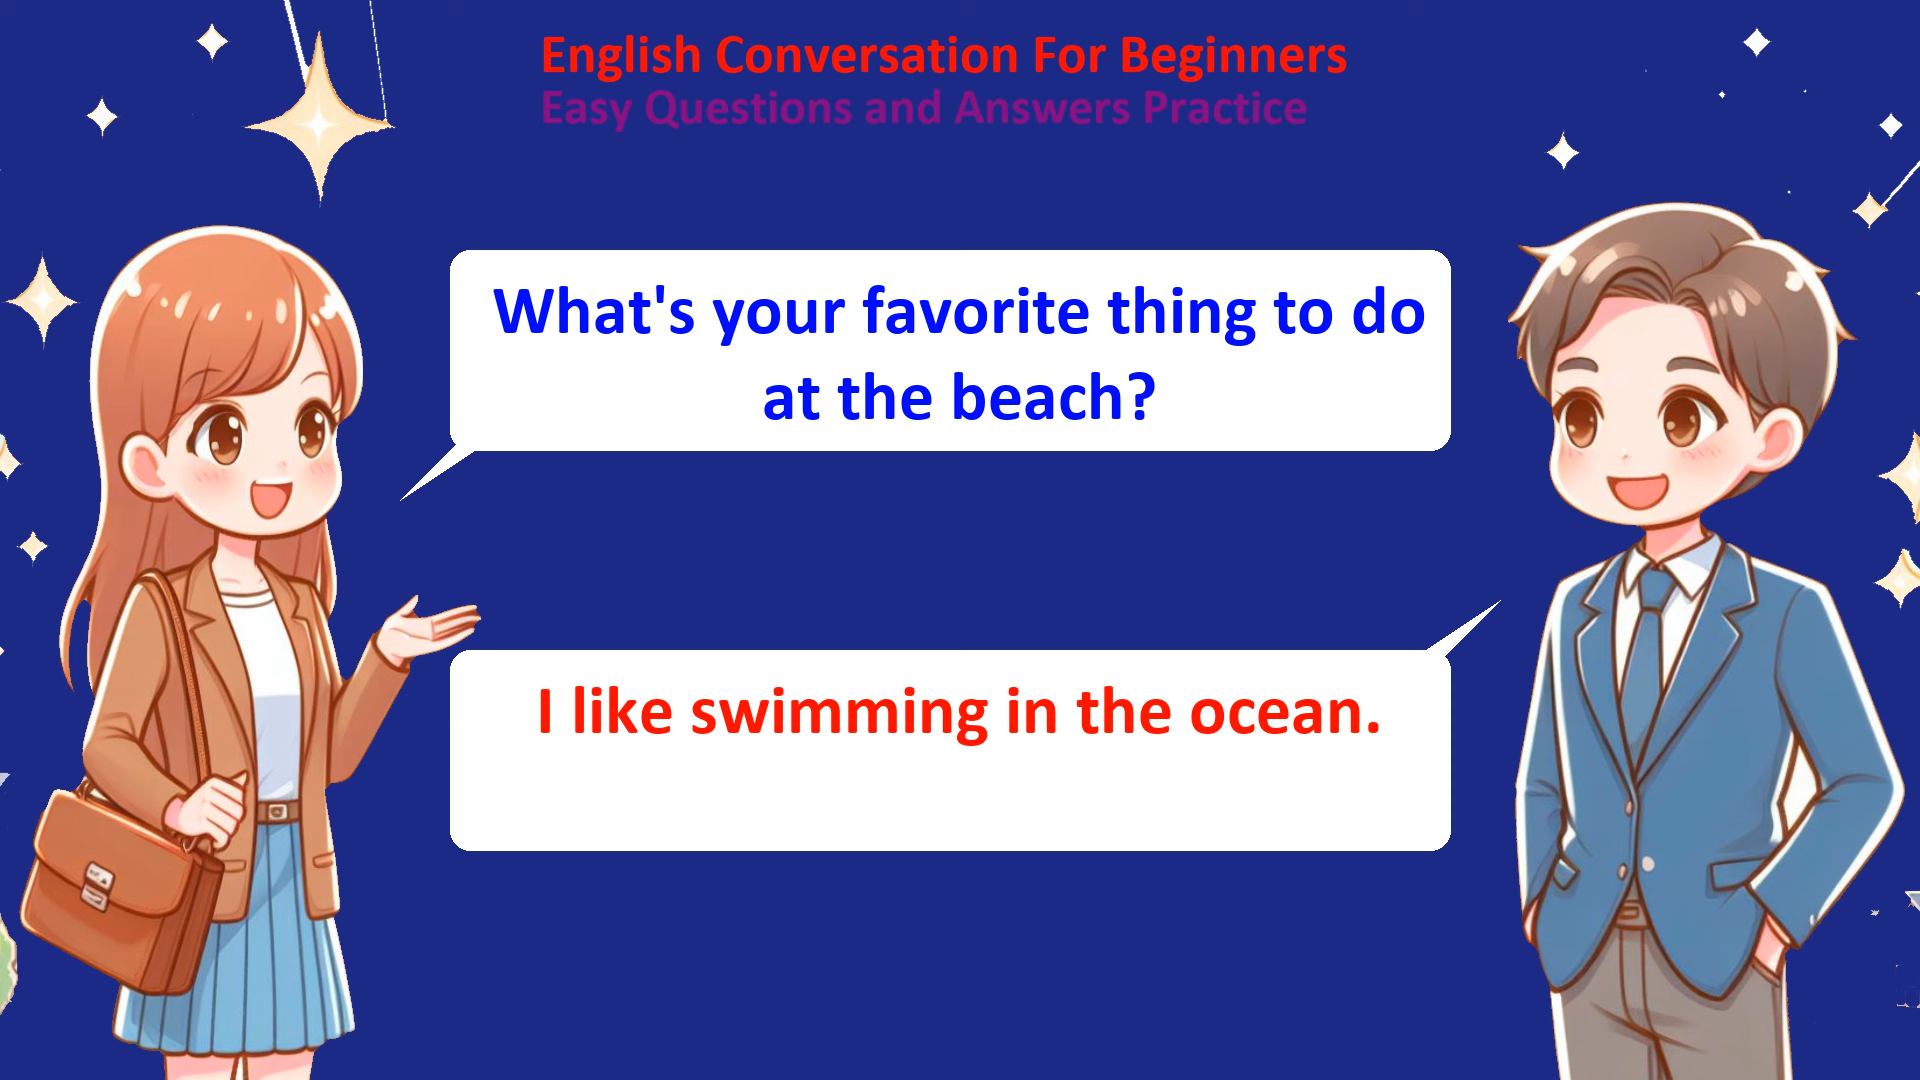 English Conversation For Beginners
Easy Questions and Answers Practice
What's your favorite thing to do
at the beach?
I like swimming in the ocean.